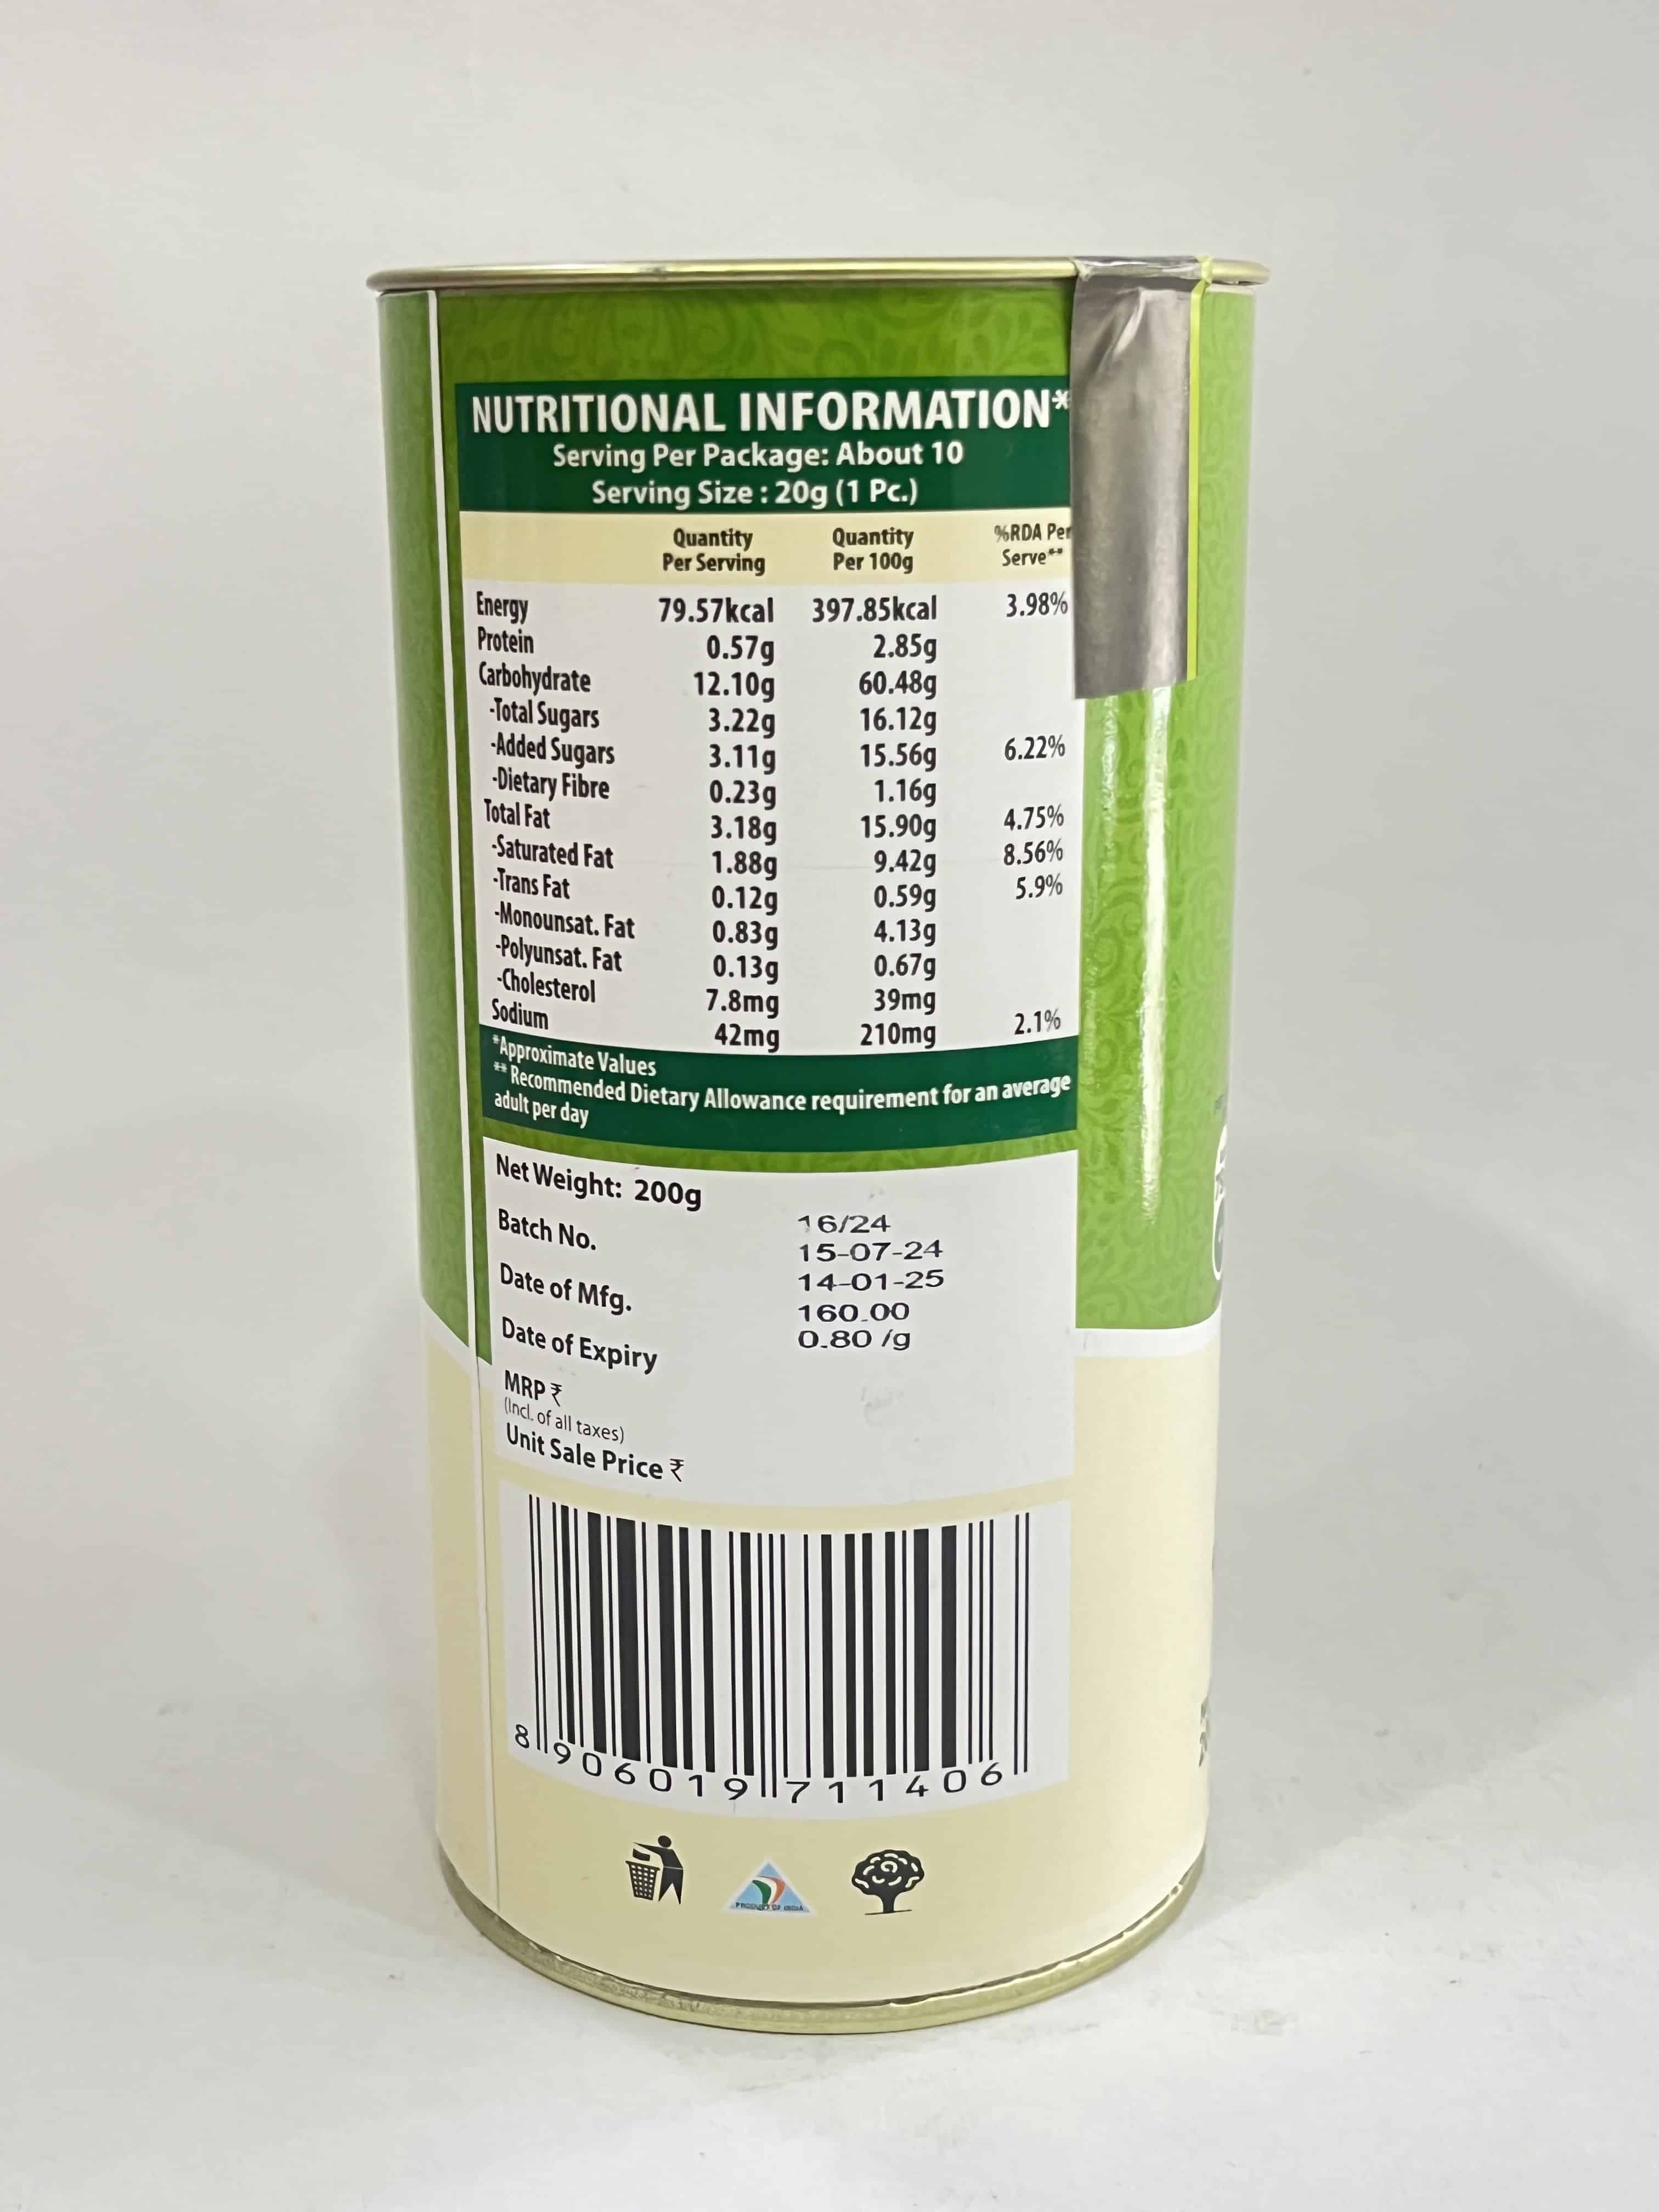 NUTRITIONAL INFORMATION*
Serving Per Package: About 10
Serving Size : 20g (1 Pc.)
Quantity Per Serving Quantity Per 100g %RDA Per Serve**
Energy 79.57kcal 397.85kcal 3.98%
Protein 0.57g 2.85g
Carbohydrate 12.10g 60.48g
-Total Sugars 3.22g 16.12g
-Added Sugars 3.11g 15.56g 6.22%
-Dietary Fibre 0.23g 1.16g
Total Fat 3.18g 15.90g 4.75%
-Saturated Fat 1.88g 9.42g 8.56%
-Trans Fat 0.12g 0.59g 5.9%
-Monounsat. Fat 0.83g 4.13g
-Polyunsat. Fat 0.13g 0.67g
-Cholesterol 7.8mg 39mg
Sodium 42mg 210mg 2.1%
*Approximate Values
** Recommended Dietary Allowance requirement for an average
adult per day
Net Weight: 200g
Batch No. 16/24
Date of Mfg. 15-07-24
Date of Expiry 14-01-25
MRP ₹ 160.00
(Incl. of all taxes)
Unit Sale Price ₹ 0.80 /g
8 906019 711406
PRODUCT OF INDIA